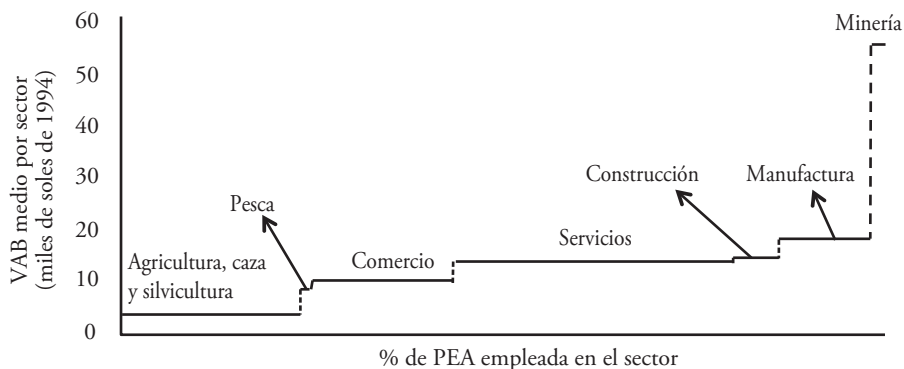 60
50
40
30
20
10
0
VAB medio por sector
(miles de soles de 1994)
Minería
Construcción
Manufactura
Pesca
Servicios
Agricultura, caza
y silvicultura
Comercio
% de PEA empleada en el sector